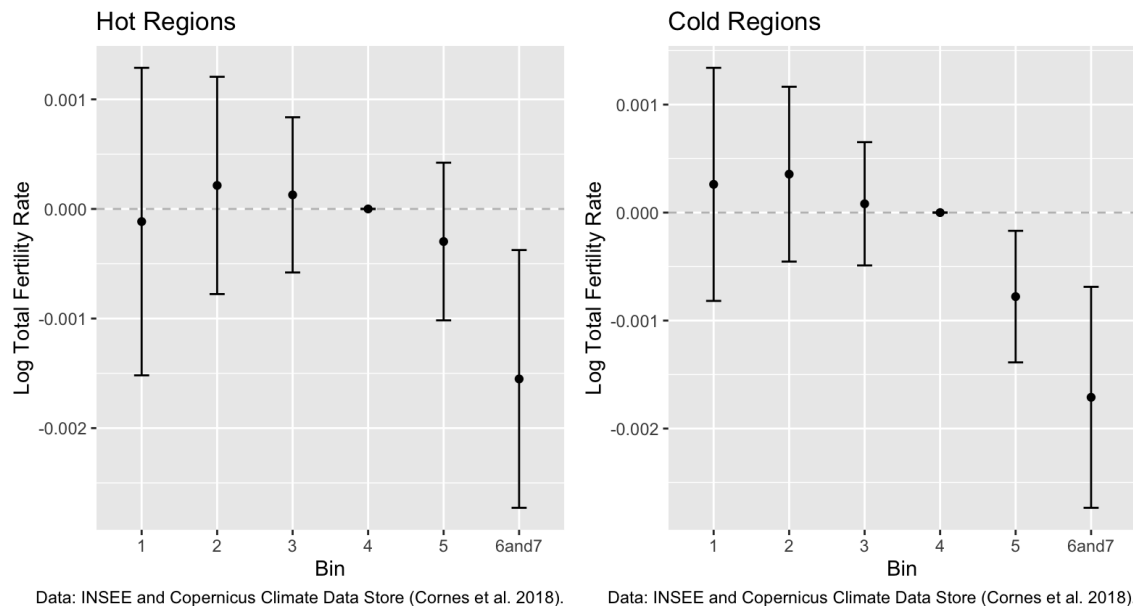 Hot Regions
Log Total Fertility Rate
0.001
0.000
-0.001
-0.002
1 2 3 4 5 6and7
Bin
Data: INSEE and Copernicus Climate Data Store (Cornes et al. 2018).
Cold Regions
Log Total Fertility Rate
0.001
0.000
-0.001
-0.002
1 2 3 4 5 6and7
Bin
Data: INSEE and Copernicus Climate Data Store (Cornes et al. 2018)